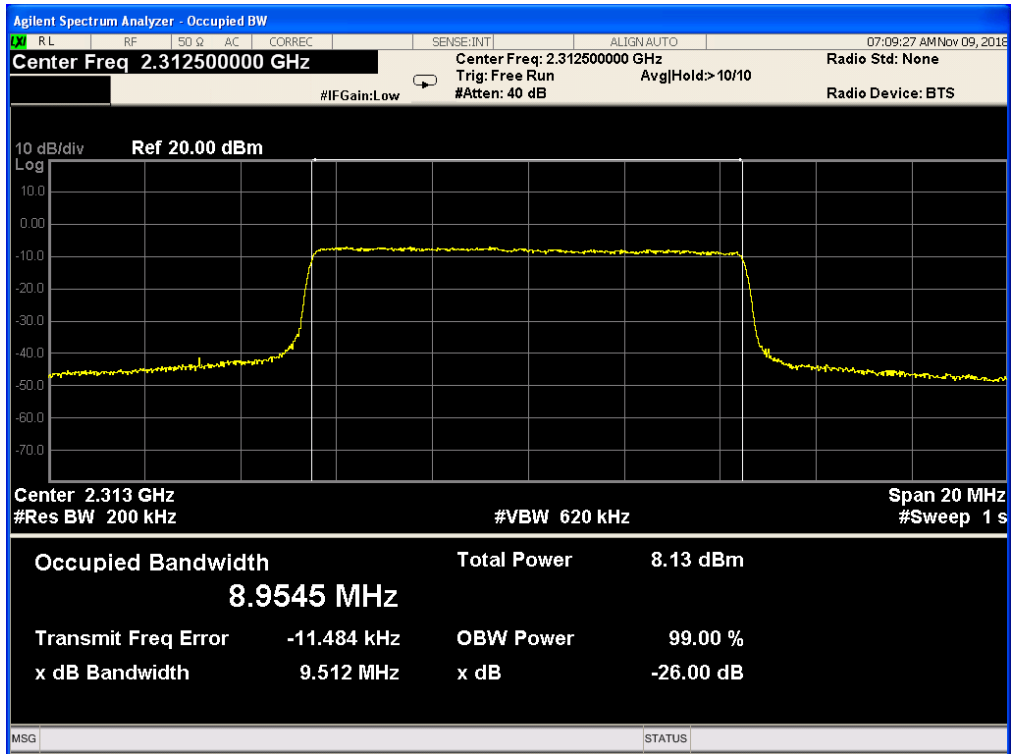 Agilent Spectrum Analyzer - Occupied BW
LXI RL RF 50 Ω AC CORREC SENSE:INT ALIGN AUTO 07:09:27 AM Nov 09, 2018
Center Freq 2.312500000 GHz Center Freq: 2.312500000 GHz Radio Std: None
Trig: Free Run Avg|Hold:>10/10
#IFGain:Low #Atten: 40 dB Radio Device: BTS
10 dB/div Ref 20.00 dBm
Log
10.0
0.00
-10.0
-20.0
-30.0
-40.0
-50.0
-60.0
-70.0
Center 2.313 GHz Span 20 MHz
#Res BW 200 kHz #VBW 620 kHz #Sweep 1 s
Occupied Bandwidth Total Power 8.13 dBm
8.9545 MHz
Transmit Freq Error -11.484 kHz OBW Power 99.00 %
x dB Bandwidth 9.512 MHz x dB -26.00 dB
MSG STATUS